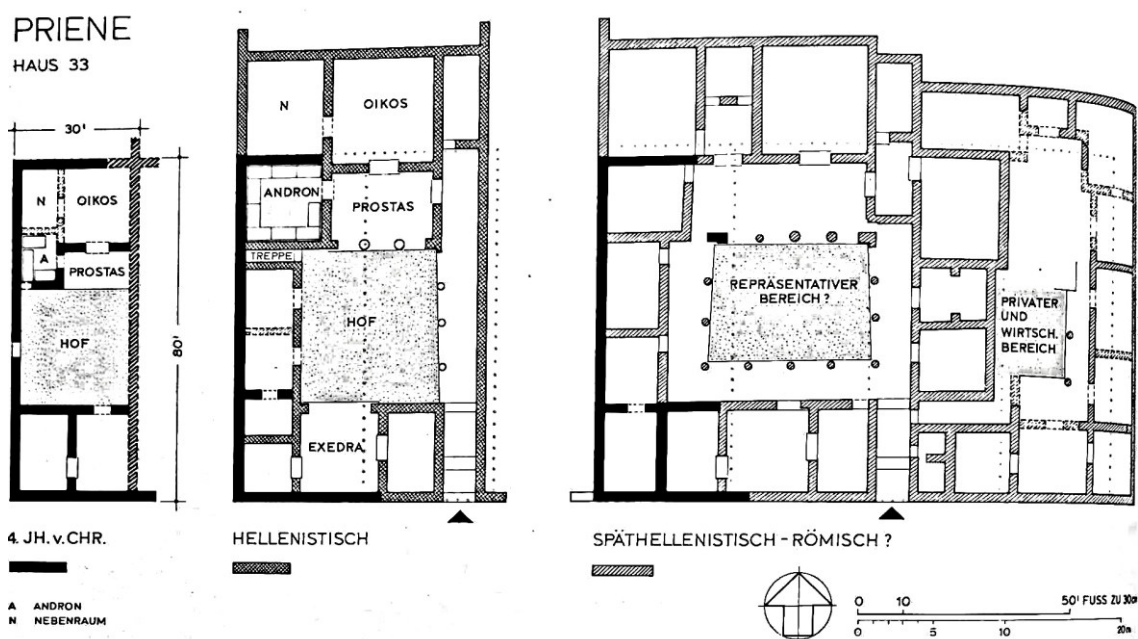 PRIENE
HAUS 33
30'
80'
N
OIKOS
A
PROSTAS
HOF
N
OIKOS
ANDRON
PROSTAS
TREPPE
HOF
EXEDRA
REPRÄSENTATIVER
BEREICH ?
PRIVATER
UND
WIRTSCH.
BEREICH
4. JH. v. CHR.
HELLENISTISCH
SPÄTHELLENISTISCH - RÖMISCH ?
A ANDRON
N NEBENRAUM
0 10 50' FUSS ZU 30cm
0 5 10 20m